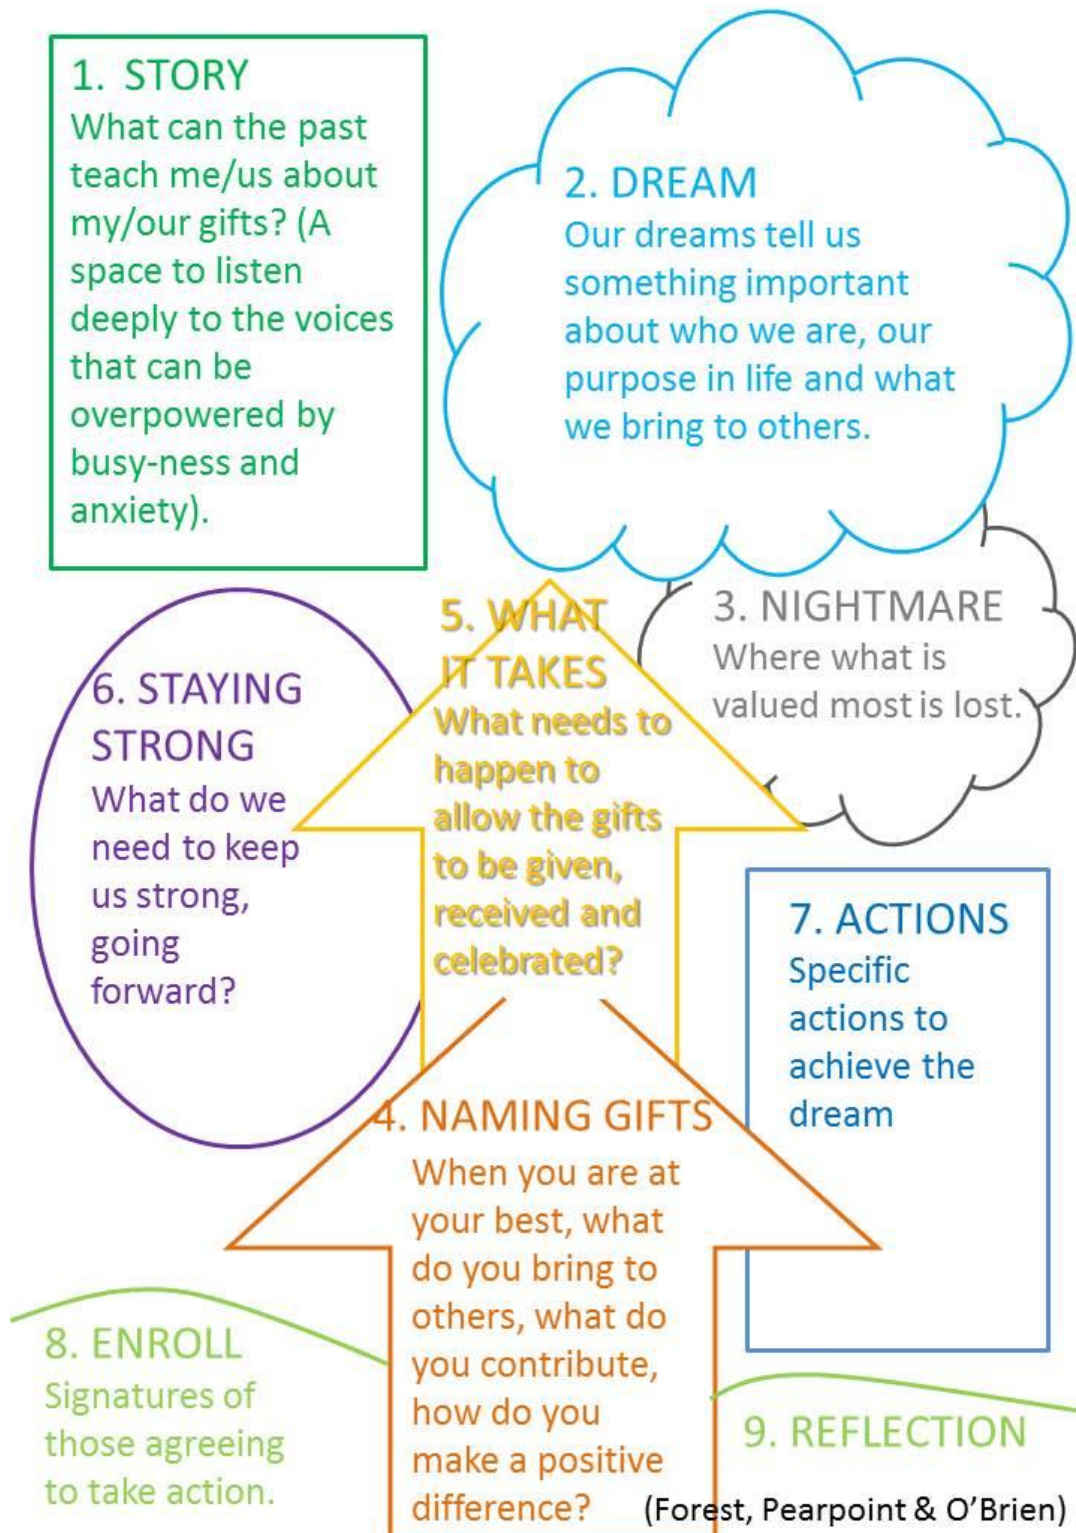 1. STORY
What can the past
teach me/us about
my/our gifts? (A
space to listen
deeply to the voices
that can be
overpowered by
busy-ness and
anxiety).
2. DREAM
Our dreams tell us
something important
about who we are, our
purpose in life and what
we bring to others.
3. NIGHTMARE
Where what is
valued most is lost.
4. NAMING GIFTS
When you are at
your best, what
do you bring to
others, what do
you contribute,
how do you
make a positive
difference?
5. WHAT
IT TAKES
What needs to
happen to
allow the gifts
to be given,
received and
celebrated?
6. STAYING
STRONG
What do we
need to keep
us strong,
going
forward?
7. ACTIONS
Specific
actions to
achieve the
dream
8. ENROLL
Signatures of
those agreeing
to take action.
9. REFLECTION
(Forest, Pearpoint & O’Brien)